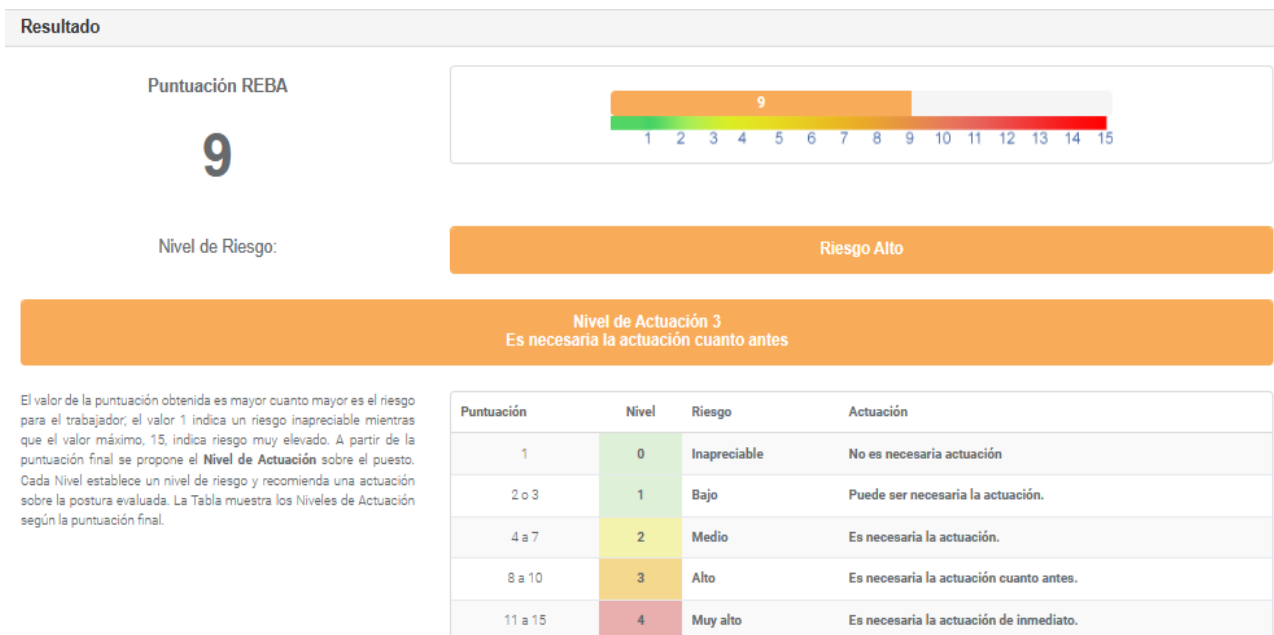 Resultado
Puntuación REBA
9
9
1 2 3 4 5 6 7 8 9 10 11 12 13 14 15
Nivel de Riesgo:
Riesgo Alto
Nivel de Actuación 3
Es necesaria la actuación cuanto antes
El valor de la puntuación obtenida es mayor cuanto mayor es el riesgo
para el trabajador; el valor 1 indica un riesgo inapreciable mientras
que el valor máximo, 15, indica riesgo muy elevado. A partir de la
puntuación final se propone el Nivel de Actuación sobre el puesto.
Cada Nivel establece un nivel de riesgo y recomienda una actuación
sobre la postura evaluada. La Tabla muestra los Niveles de Actuación
según la puntuación final.
Puntuación Nivel Riesgo Actuación
1 0 Inapreciable No es necesaria actuación
2 o 3 1 Bajo Puede ser necesaria la actuación.
4 a 7 2 Medio Es necesaria la actuación.
8 a 10 3 Alto Es necesaria la actuación cuanto antes.
11 a 15 4 Muy alto Es necesaria la actuación de inmediato.